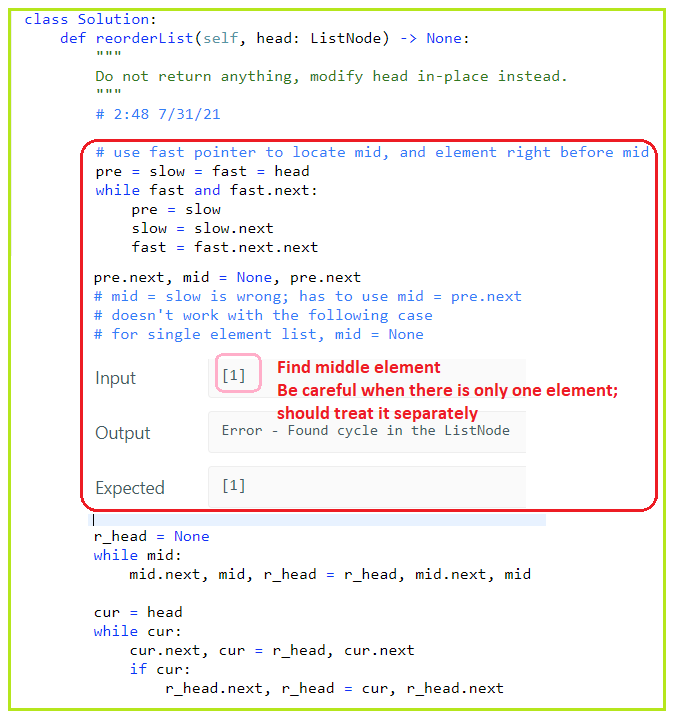 class Solution:
def reorderList(self, head: ListNode) -> None:
"""
Do not return anything, modify head in-place instead.
"""
# 2:48 7/31/21
# use fast pointer to locate mid, and element right before mid
pre = slow = fast = head
while fast and fast.next:
pre = slow
slow = slow.next
fast = fast.next.next
pre.next, mid = None, pre.next
# mid = slow is wrong; has to use mid = pre.next
# doesn't work with the following case
# for single element list, mid = None
Input [1] Find middle element
Be careful when there is only one element;
should treat it separately
Output Error - Found cycle in the ListNode
Expected [1]
r_head = None
while mid:
mid.next, mid, r_head = r_head, mid.next, mid
cur = head
while cur:
cur.next, cur = r_head, cur.next
if cur:
r_head.next, r_head = cur, r_head.next